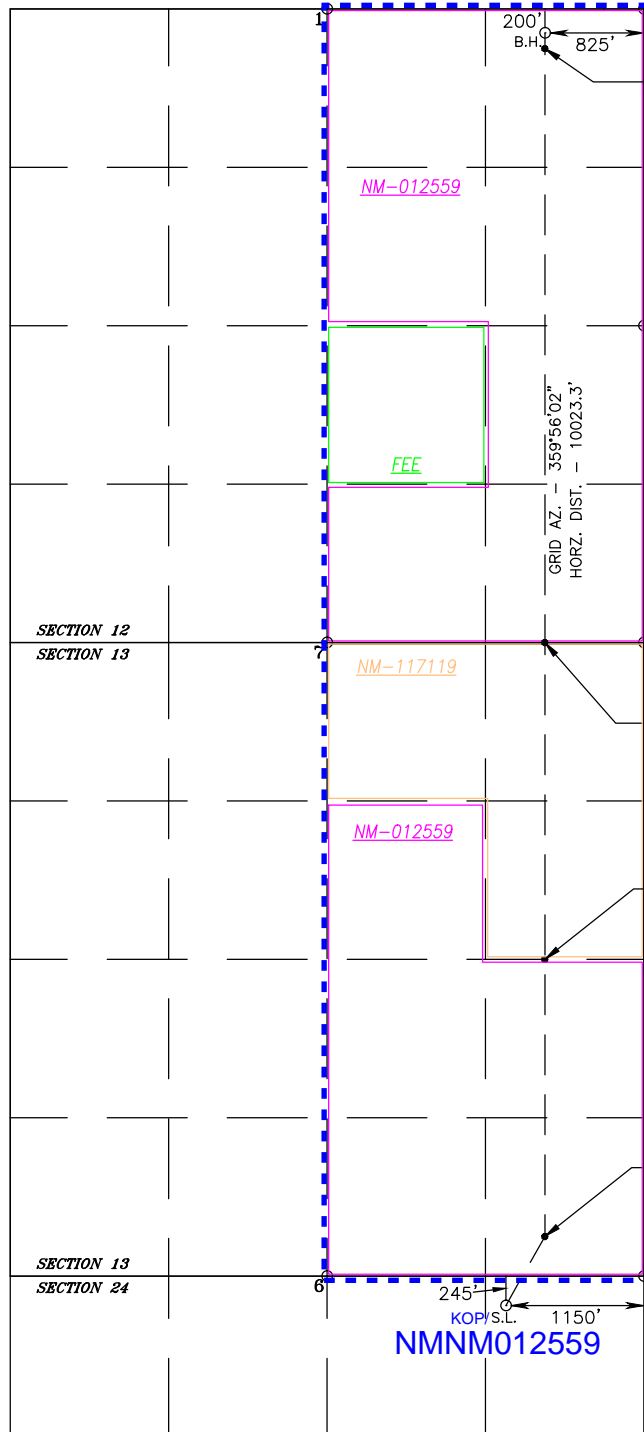 1
200'
B.H.
825'
NM-012559
FEE
GRID AZ. - 359°56'02"
HORZ. DIST. - 10023.3'
SECTION 12
SECTION 13
7
NM-117119
NM-012559
SECTION 13
SECTION 24
6
245'
KOP/S.L.
1150'
NMNM012559